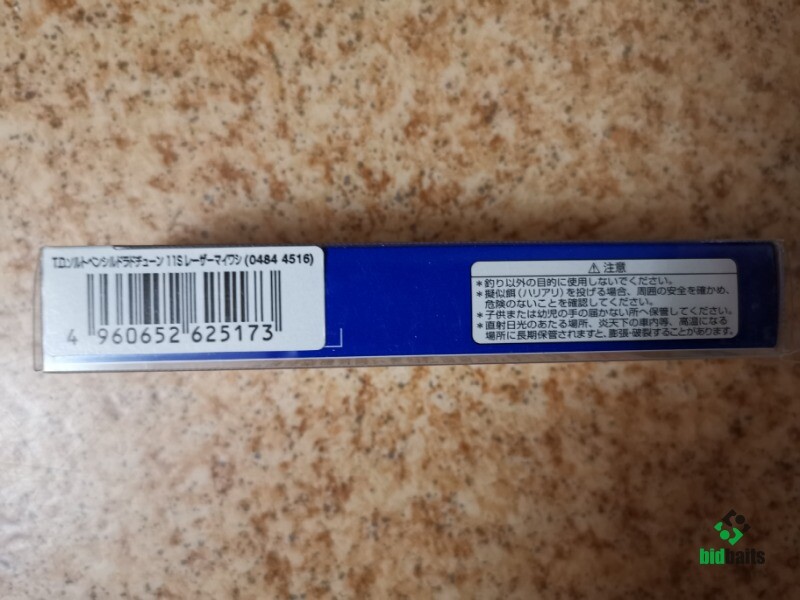 T.D.ソルトペンシルドラドチューン 11S レーザーマイワシ (0484 4516)
4 960652 625173
⚠ 注意
*釣り以外の目的に使用しないでください。
*擬似餌(ハリアリ)を投げる場合、周囲の安全を確かめ、
危険のないことを確認してください。
*子供または幼児の手の届かない所へ保管してください。
*直射日光のあたる場所、炎天下の車内等、高温になる
場所に長期保管されますと、膨張・破裂することがあります。
bidbaits